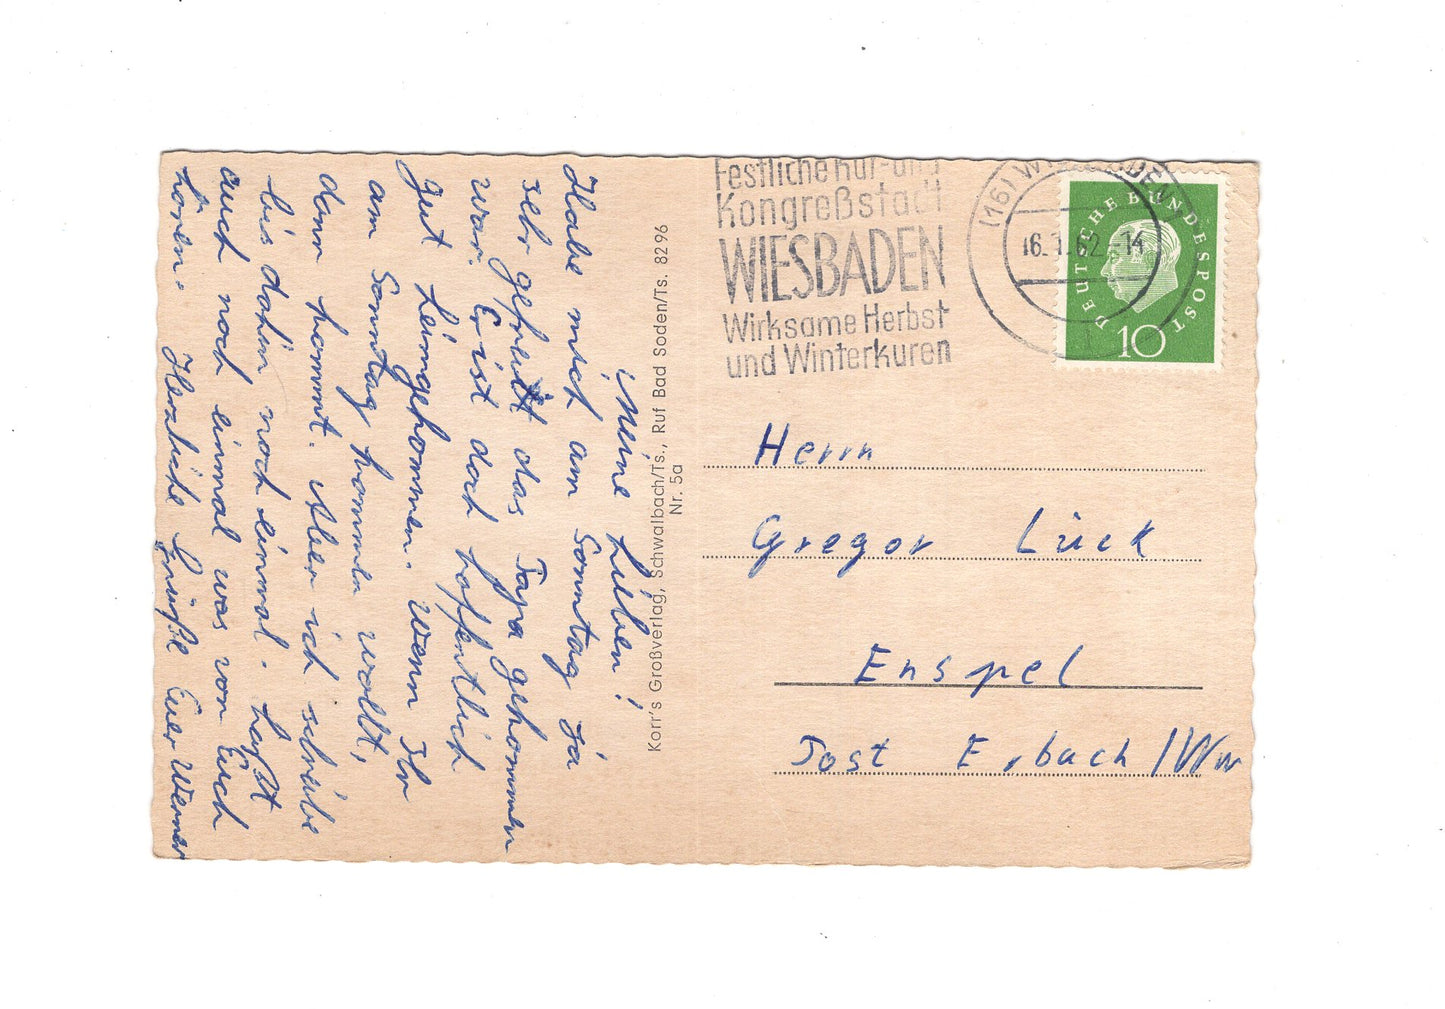 Meine Lieben!
Habe mich am Sonntag ja
sehr gefreut das Papa gekommen
war. Er ist doch hoffentlich
gut heimgekommen. Wenn Ihr
am Sonntag kommen wollt,
dann kommt. Aber ich schreibe
bis dahin noch einmal. Laßt
auch noch einmal was von Euch
hören. Herzliche Grüße Euer Werner
Korr's Großverlag, Schwalbach/Ts., Ruf Bad Soden/Ts. 8296
Nr. 5a
Festliche Kur- und
Kongreßstadt
WIESBADEN
Wirksame Herbst
und Winterkuren
(16) WIESBADEN
16. 1. 62 - 14
DEUTSCHE BUNDESPOST
10
Herrn
Gregor Lück
Enspel
Post Erbach/Ww